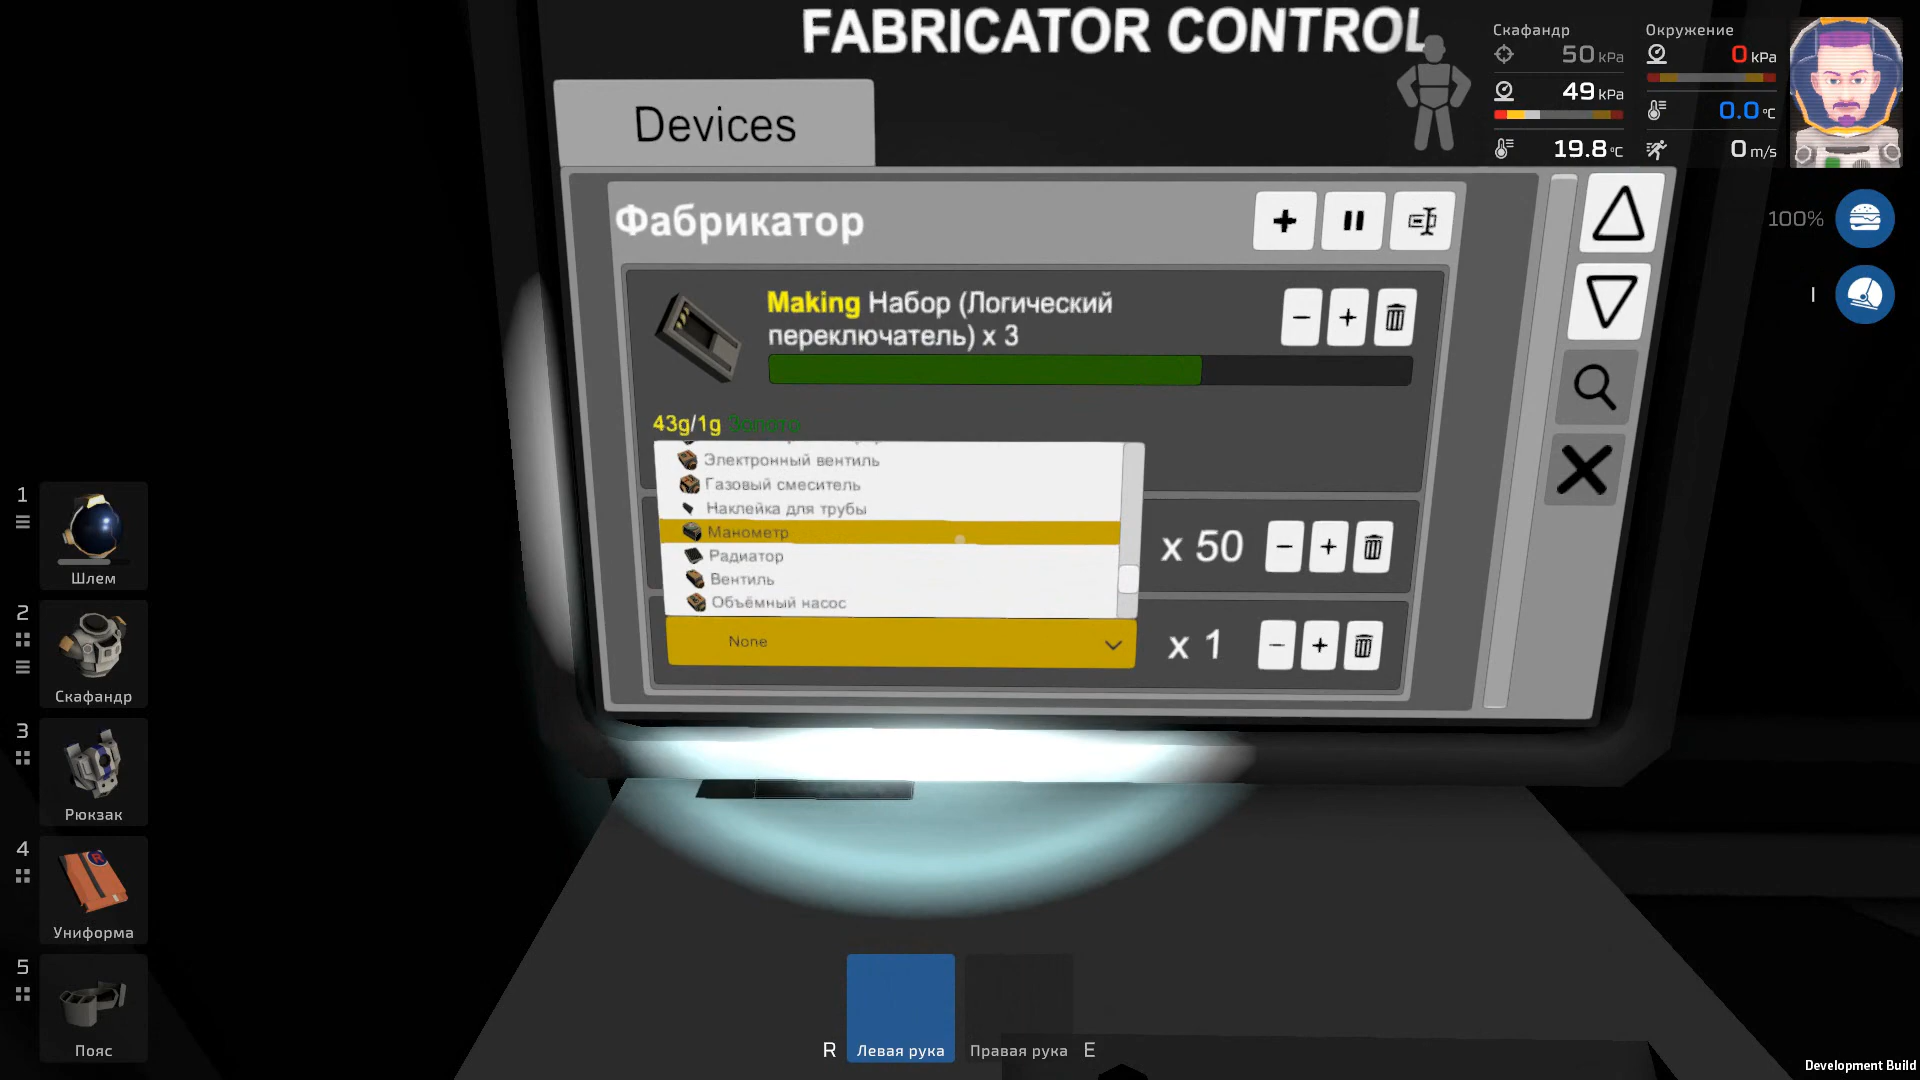 FABRICATOR CONTROL
Devices
Фабрикатор
Making Набор (Логический
переключатель) x 3
43g/1g Золото
Электронный вентиль
Газовый смеситель
Наклейка для трубы
Манометр
Радиатор
Вентиль
Объёмный насос
x 50
None
x 1
Скафандр
50 kPa
49 kPa
19.8 °C
Окружение
0 kPa
0.0 °C
0 m/s
100%
1
Шлем
2
Скафандр
3
Рюкзак
4
Униформа
5
Пояс
R Левая рука Правая рука E
Development Build